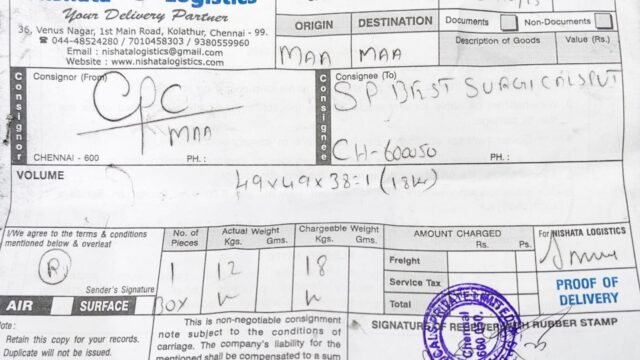 Nishata Logistics
Your Delivery Partner
36, Venus Nagar, 1st Main Road, Kolathur, Chennai - 99.
☎ 044-48524280 / 7010458303 / 9380559960
Email : nishatalogistics@gmail.com
Website : www.nishatalogistics.com
ORIGIN DESTINATION
MAA MAA
Documents Non-Documents
Description of Goods Value (Rs.)
Consignor
Consignor (From)
CPC
MAA
CHENNAI - 600 PH. :
Consignee
Consignee (To)
SP BEST SURGICALS PVT
CH-600050
PH. :
VOLUME
49x49x38=1 (18k)
I/We agree to the terms & conditions
mentioned below & overleaf
R
Sender's Signature
No. of Pieces Actual Weight Kgs. Gms. Chargeable Weight Kgs. Gms.
1 12 18
BOX
AMOUNT CHARGED
Rs. Ps.
Freight
Service Tax
Total
For NISHATA LOGISTICS
PROOF OF
DELIVERY
AIR SURFACE
Note :
Retain this copy for your records.
Duplicate will not be issued.
This is non-negotiable consignment
note subject to the conditions of
carriage. The company's liability for
the mentioned shall be compensated to a sum
SIGNATURE OF RECEIVER WITH RUBBER STAMP
PRIVATE LIMITED
Chennai